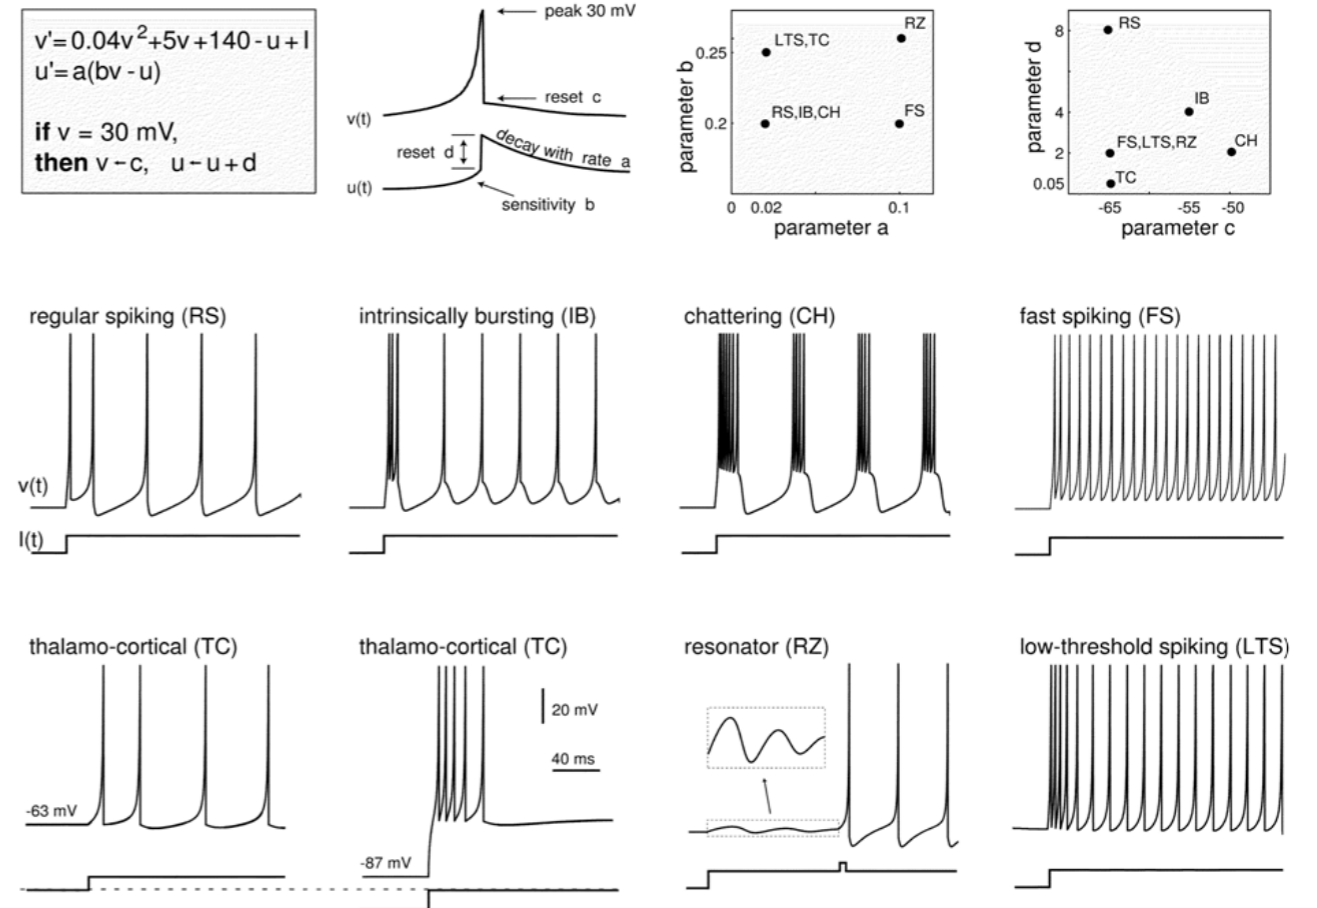 v'= 0.04v²+5v+140 - u + I
u'= a(bv - u)
if v = 30 mV,
then v←c, u←u + d
peak 30 mV
reset c
v(t)
reset d
decay with rate a
u(t)
sensitivity b
parameter b
0.25
0.2
LTS,TC
RZ
RS,IB,CH
FS
0 0.02 0.1
parameter a
parameter d
8
4
2
0.05
RS
IB
FS,LTS,RZ
CH
TC
-65 -55 -50
parameter c
regular spiking (RS)
intrinsically bursting (IB)
chattering (CH)
fast spiking (FS)
v(t)
I(t)
thalamo-cortical (TC)
thalamo-cortical (TC)
resonator (RZ)
low-threshold spiking (LTS)
-63 mV
20 mV
40 ms
-87 mV